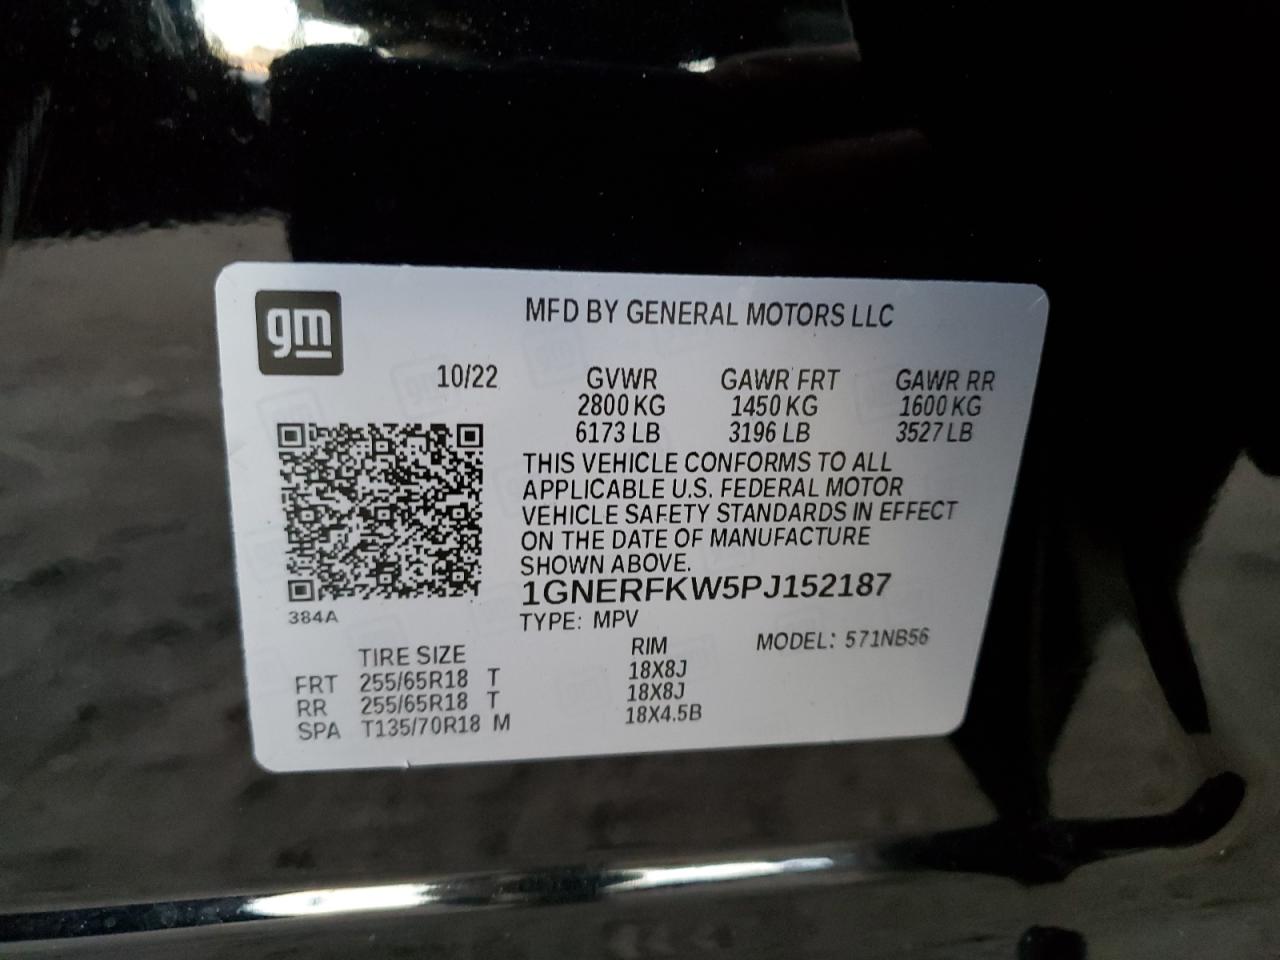 gm
MFD BY GENERAL MOTORS LLC
10/22 GVWR GAWR FRT GAWR RR
2800 KG 1450 KG 1600 KG
6173 LB 3196 LB 3527 LB
THIS VEHICLE CONFORMS TO ALL
APPLICABLE U.S. FEDERAL MOTOR
VEHICLE SAFETY STANDARDS IN EFFECT
ON THE DATE OF MANUFACTURE
SHOWN ABOVE.
1GNERFKW5PJ152187
384A
TYPE: MPV
MODEL: 571NB56
TIRE SIZE RIM
FRT 255/65R18 T 18X8J
RR 255/65R18 T 18X8J
SPA T135/70R18 M 18X4.5B